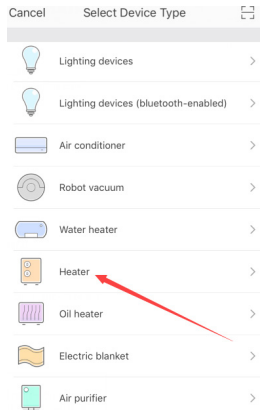 Cancel Select Device Type
Lighting devices
Lighting devices (bluetooth-enabled)
Air conditioner
Robot vacuum
Water heater
Heater
Oil heater
Electric blanket
Air purifier